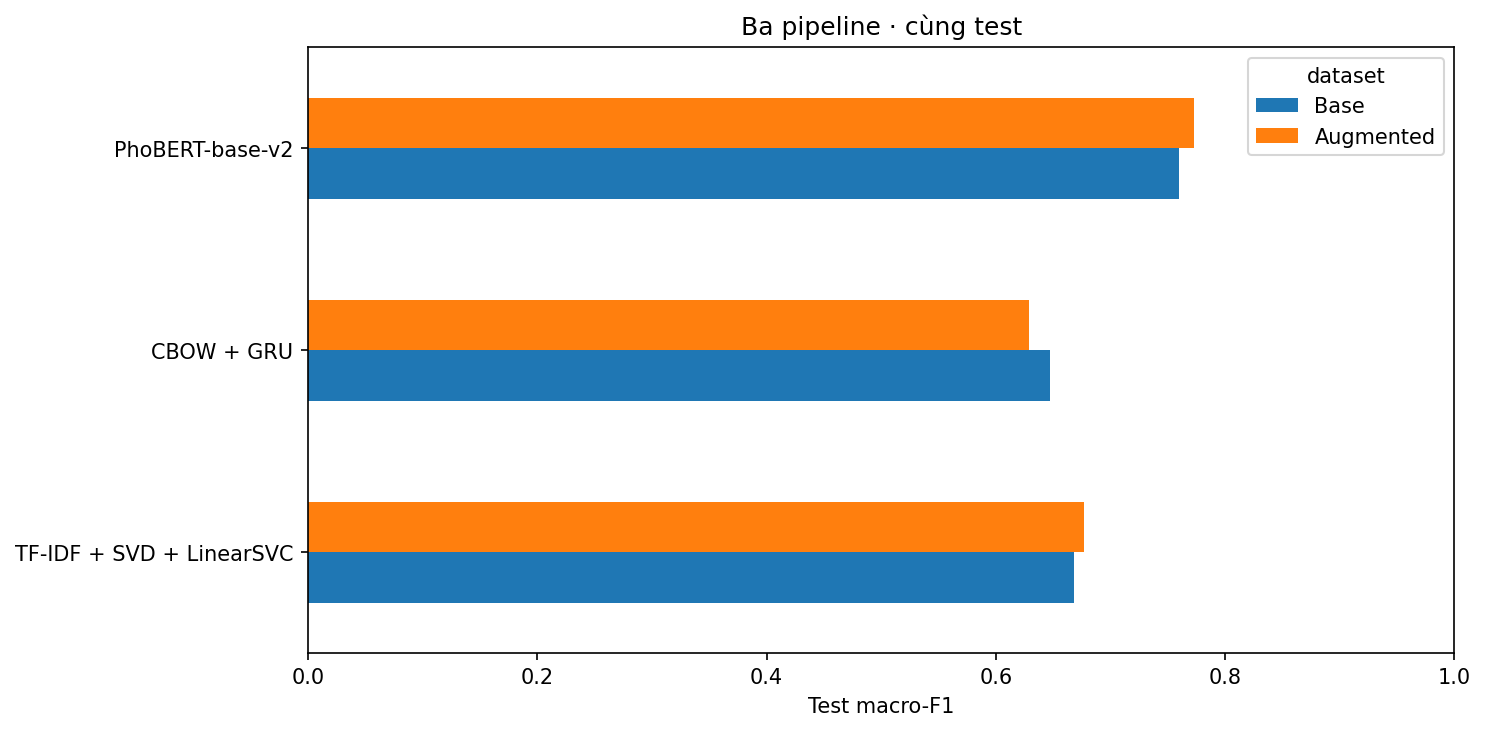 Ba pipeline · cùng test
dataset
Base
Augmented
PhoBERT-base-v2
CBOW + GRU
TF-IDF + SVD + LinearSVC
0.0 0.2 0.4 0.6 0.8 1.0
Test macro-F1